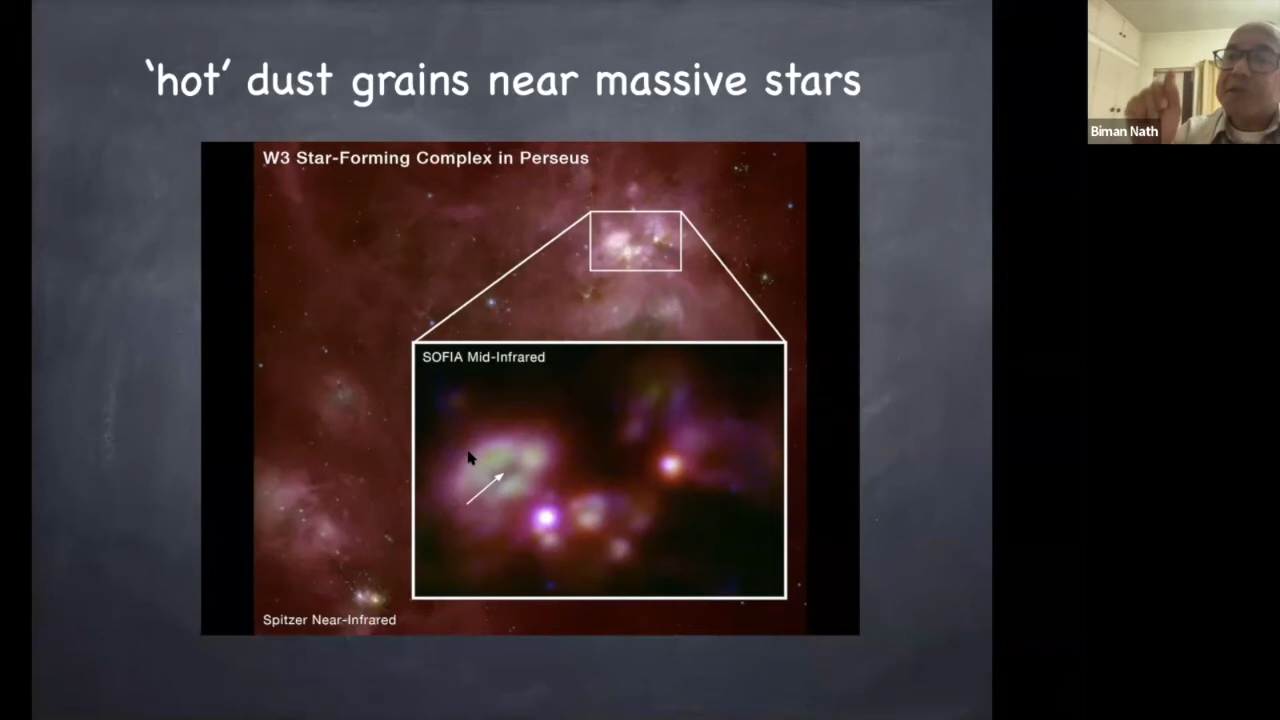 ‘hot’ dust grains near massive stars
W3 Star-Forming Complex in Perseus
SOFIA Mid-Infrared
Spitzer Near-Infrared
Biman Nath